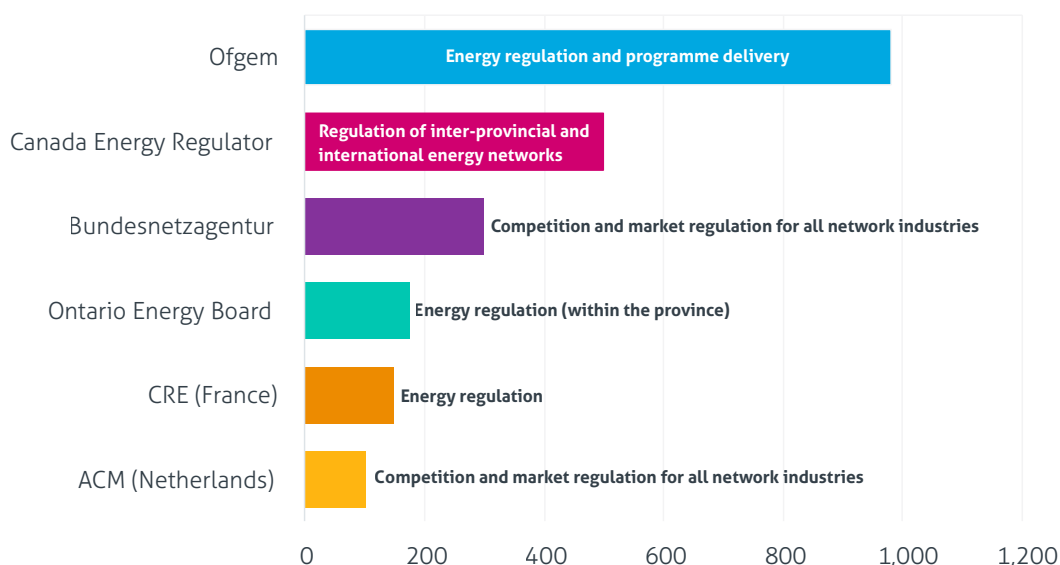 Ofgem
Energy regulation and programme delivery
Canada Energy Regulator
Regulation of inter-provincial and
international energy networks
Bundesnetzagentur
Competition and market regulation for all network industries
Ontario Energy Board
Energy regulation (within the province)
CRE (France)
Energy regulation
ACM (Netherlands)
Competition and market regulation for all network industries
0 200 400 600 800 1,000 1,200